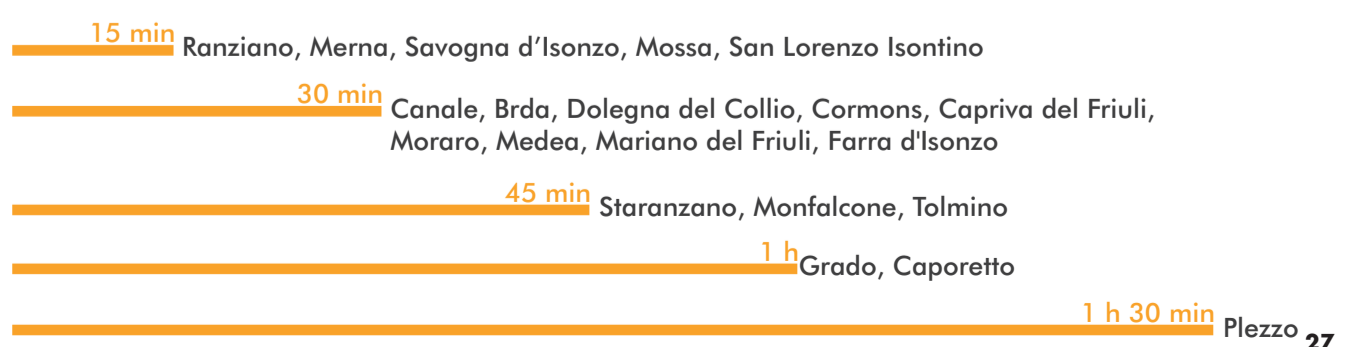 15 min
Ranziano, Merna, Savogna d’Isonzo, Mossa, San Lorenzo Isontino
30 min
Canale, Brda, Dolegna del Collio, Cormons, Capriva del Friuli,
Moraro, Medea, Mariano del Friuli, Farra d'Isonzo
45 min
Staranzano, Monfalcone, Tolmino
1 h
Grado, Caporetto
1 h 30 min
Plezzo
27